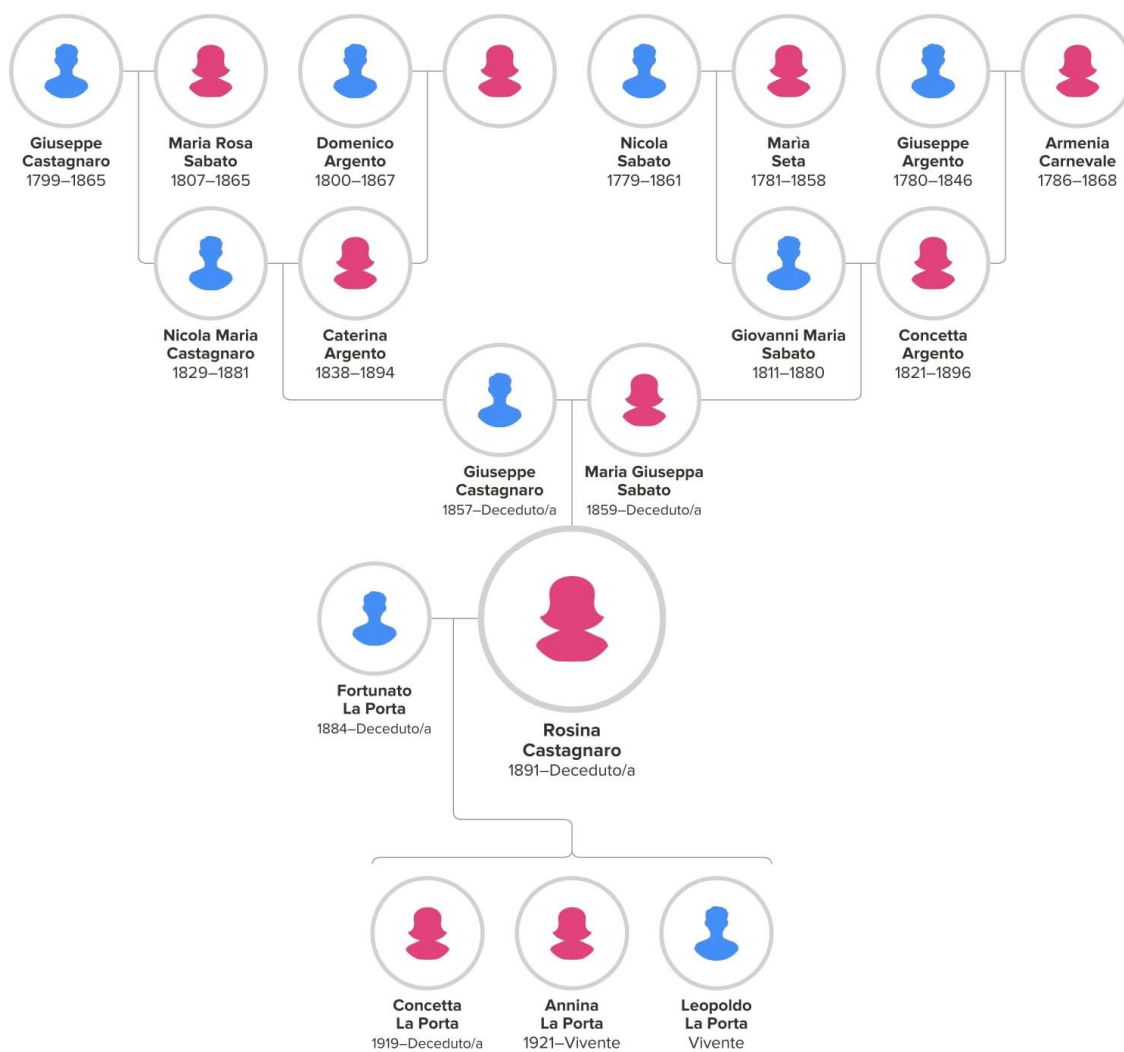 Giuseppe
Castagnaro
1799–1865
Maria Rosa
Sabato
1807–1865
Domenico
Argento
1800–1867
Nicola
Sabato
1779–1861
Marìa
Seta
1781–1858
Giuseppe
Argento
1780–1846
Armenia
Carnevale
1786–1868
Nicola Maria
Castagnaro
1829–1881
Caterina
Argento
1838–1894
Giovanni Maria
Sabato
1811–1880
Concetta
Argento
1821–1896
Giuseppe
Castagnaro
1857–Deceduto/a
Maria Giuseppa
Sabato
1859–Deceduto/a
Fortunato
La Porta
1884–Deceduto/a
Rosina
Castagnaro
1891–Deceduto/a
Concetta
La Porta
1919–Deceduto/a
Annina
La Porta
1921–Vivente
Leopoldo
La Porta
Vivente